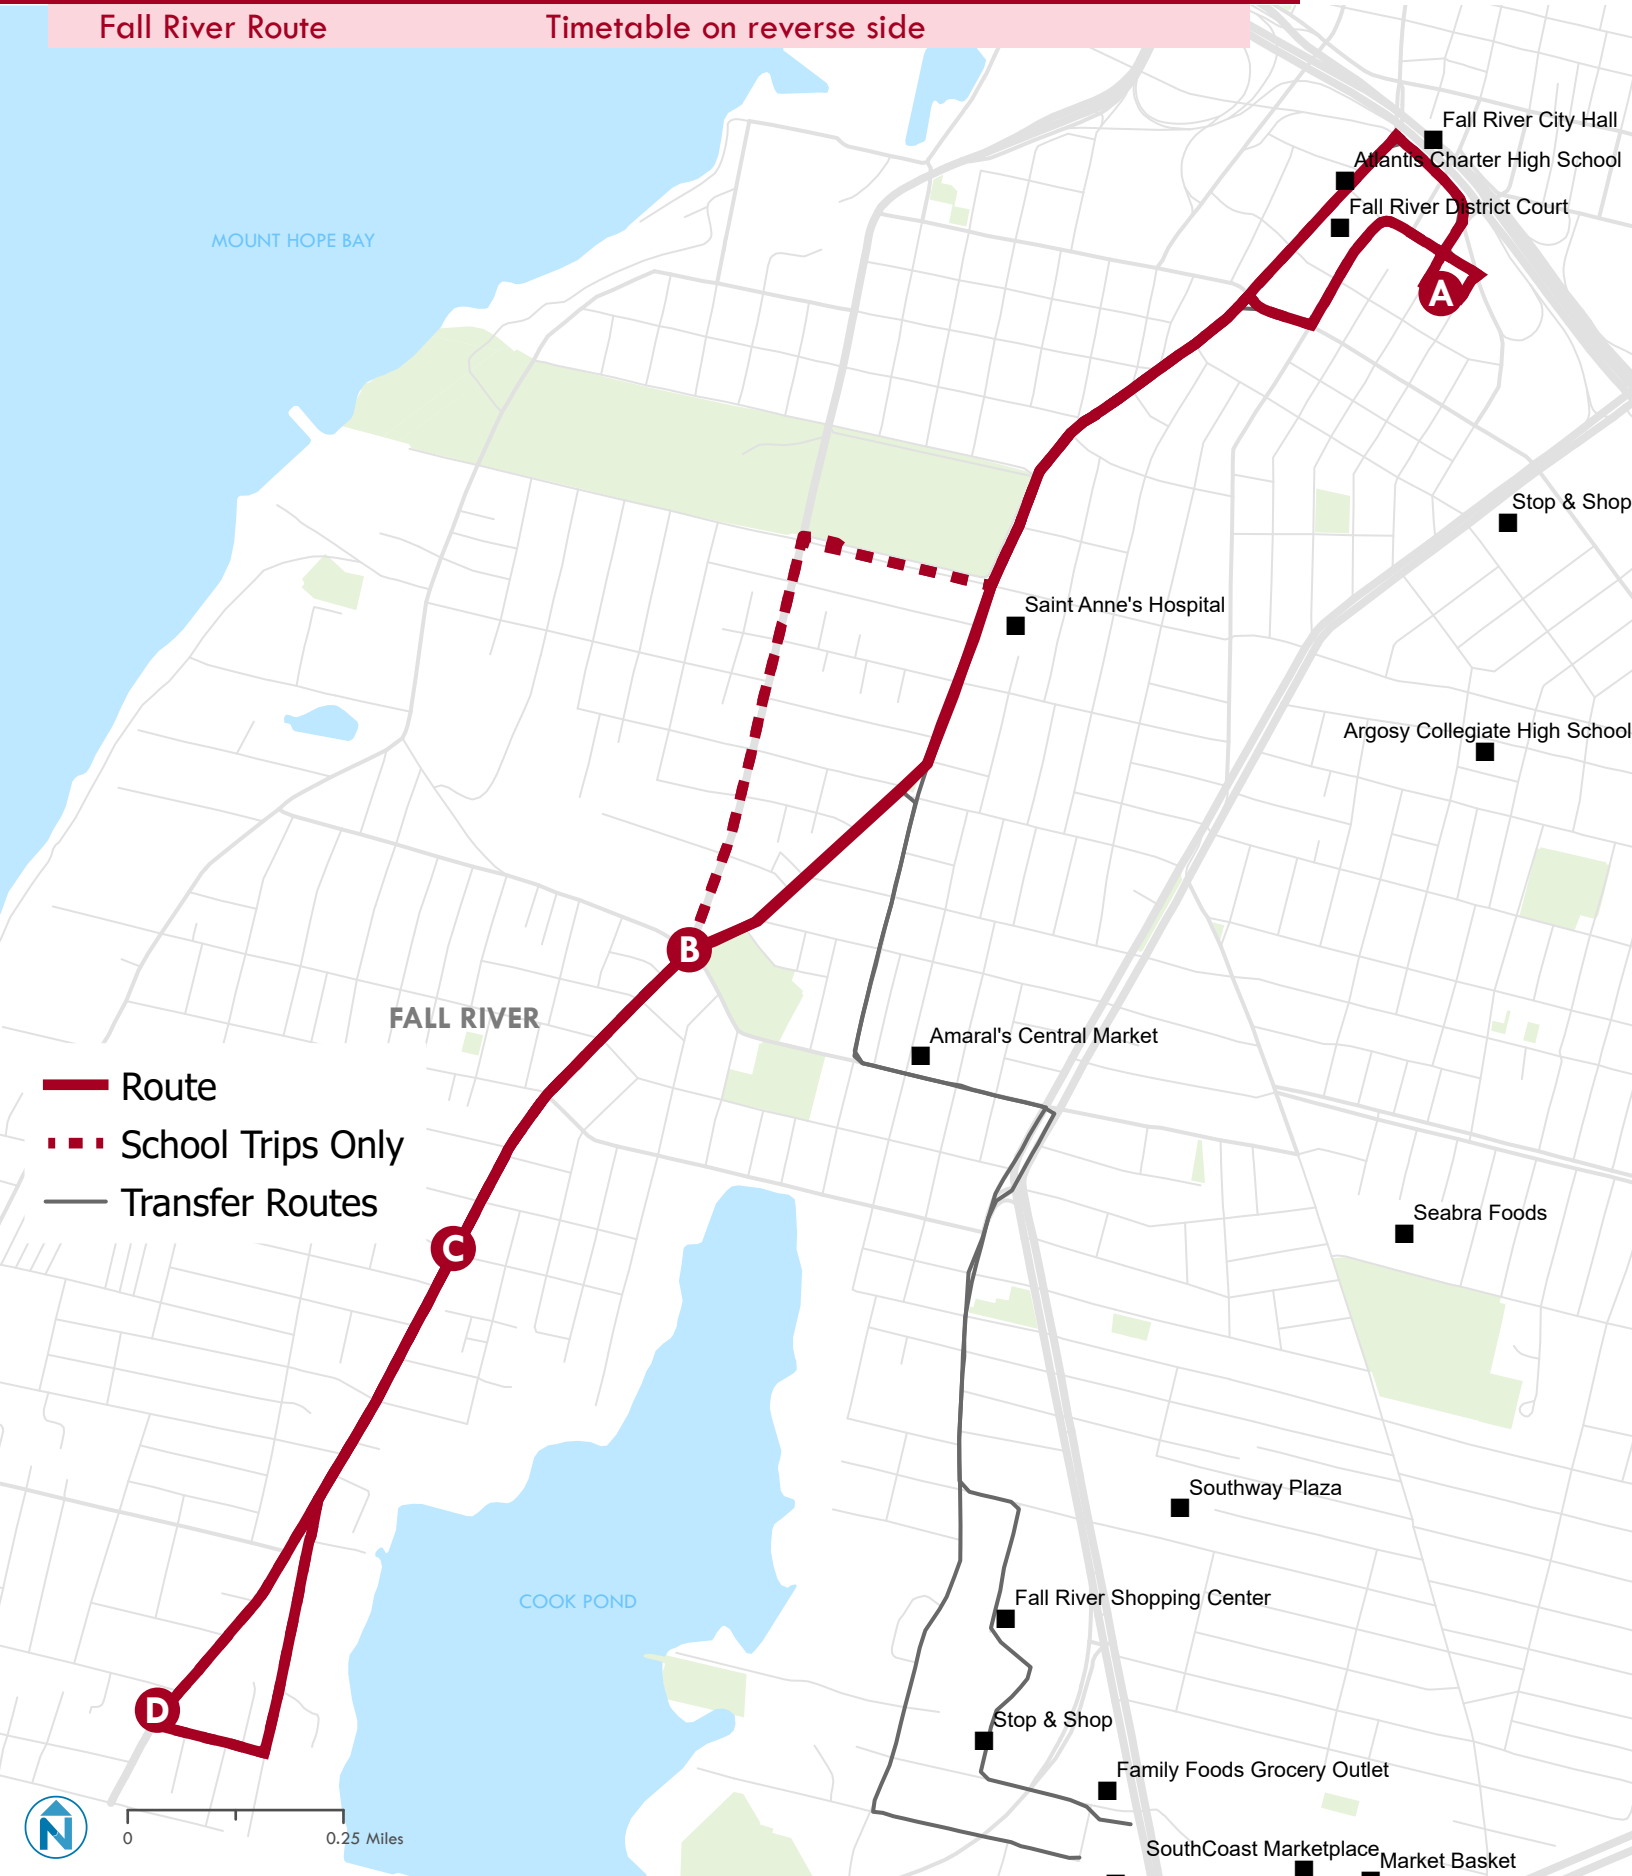 Fall River Route
Timetable on reverse side
Fall River City Hall
Atlantis Charter High School
Fall River District Court
MOUNT HOPE BAY
A
Stop & Shop
Saint Anne's Hospital
Argosy Collegiate High School
B
FALL RIVER
Amaral's Central Market
Route
School Trips Only
Transfer Routes
Seabra Foods
C
Southway Plaza
COOK POND
Fall River Shopping Center
D
Stop & Shop
Family Foods Grocery Outlet
N
0
0.25 Miles
SouthCoast Marketplace
Market Basket